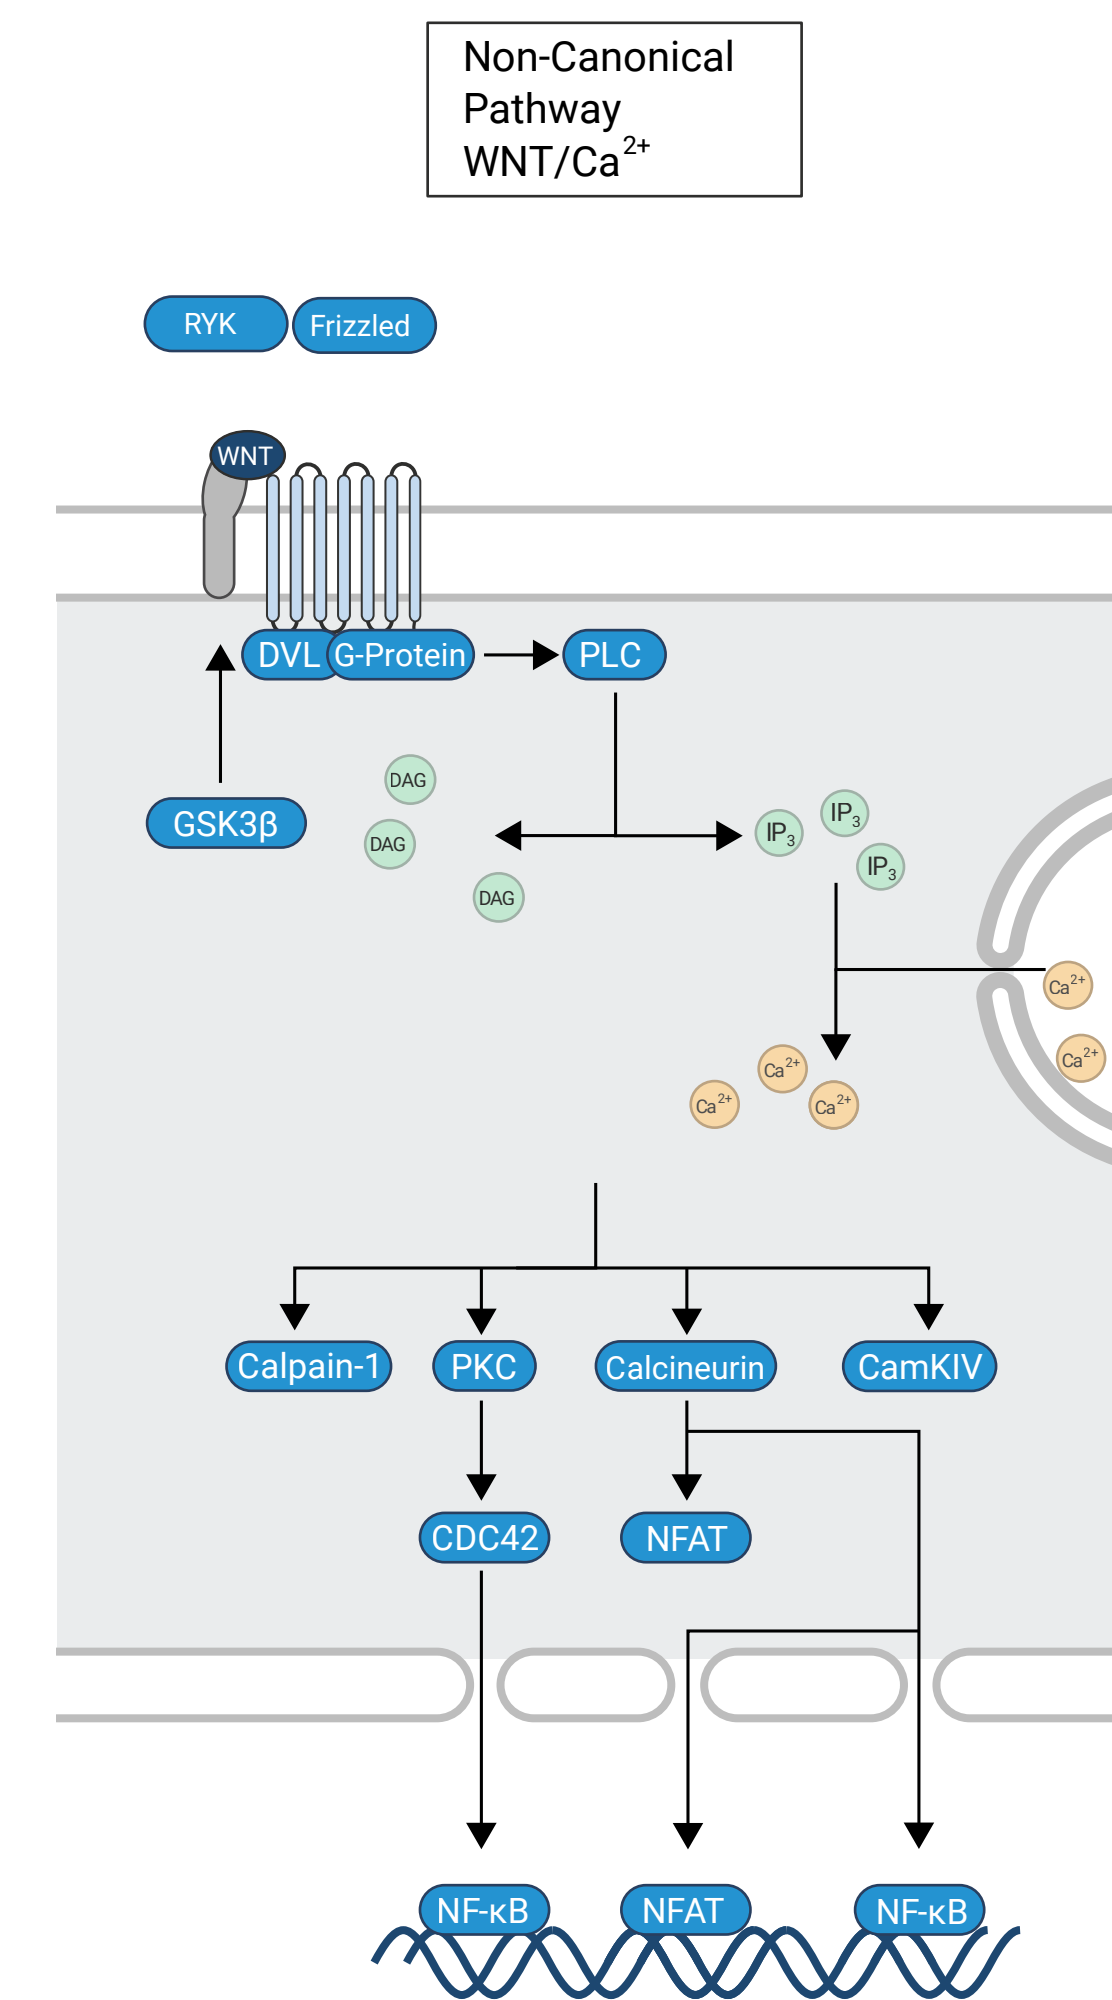 Non-Canonical
Pathway
WNT/Ca²⁺
RYK
Frizzled
WNT
DVL
G-Protein
PLC
DAG
DAG
DAG
GSK3β
IP₃
IP₃
IP₃
Ca²⁺
Ca²⁺
Ca²⁺
Ca²⁺
Ca²⁺
Calpain-1
PKC
Calcineurin
CamKIV
CDC42
NFAT
NF-κB
NFAT
NF-κB